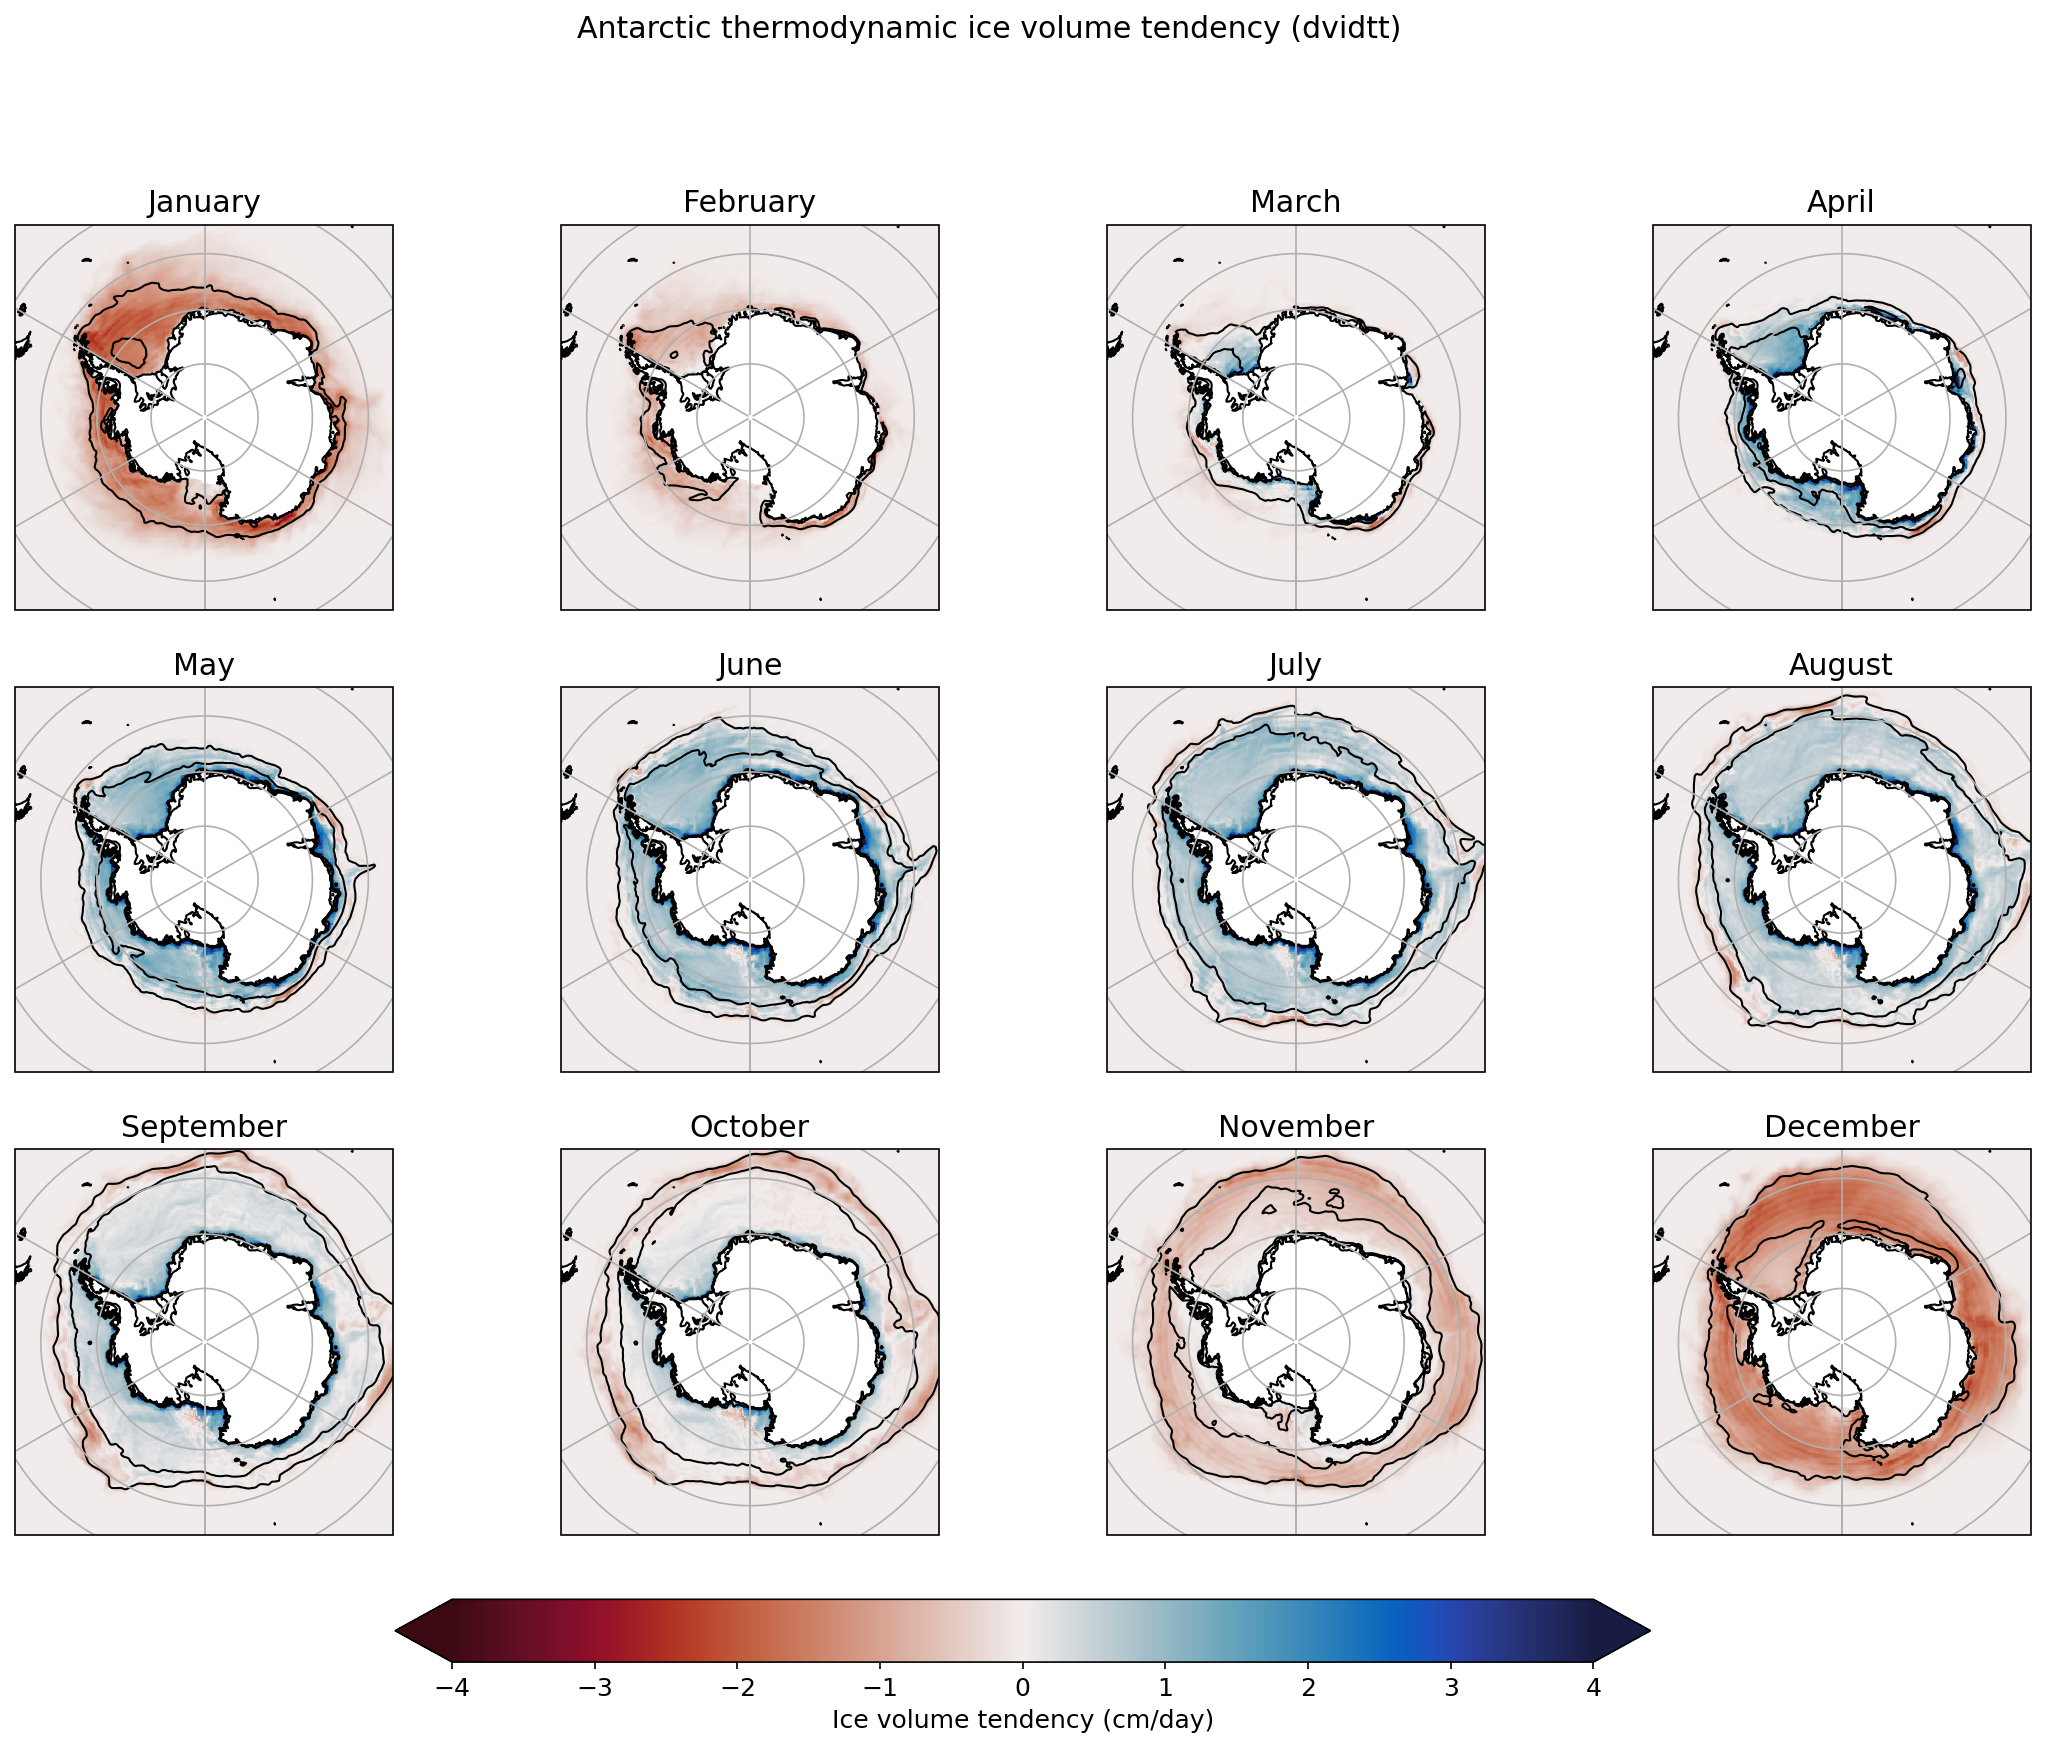 Antarctic thermodynamic ice volume tendency (dvidtt)
January
February
March
April
May
June
July
August
September
October
November
December
−4
−3
−2
−1
0
1
2
3
4
Ice volume tendency (cm/day)